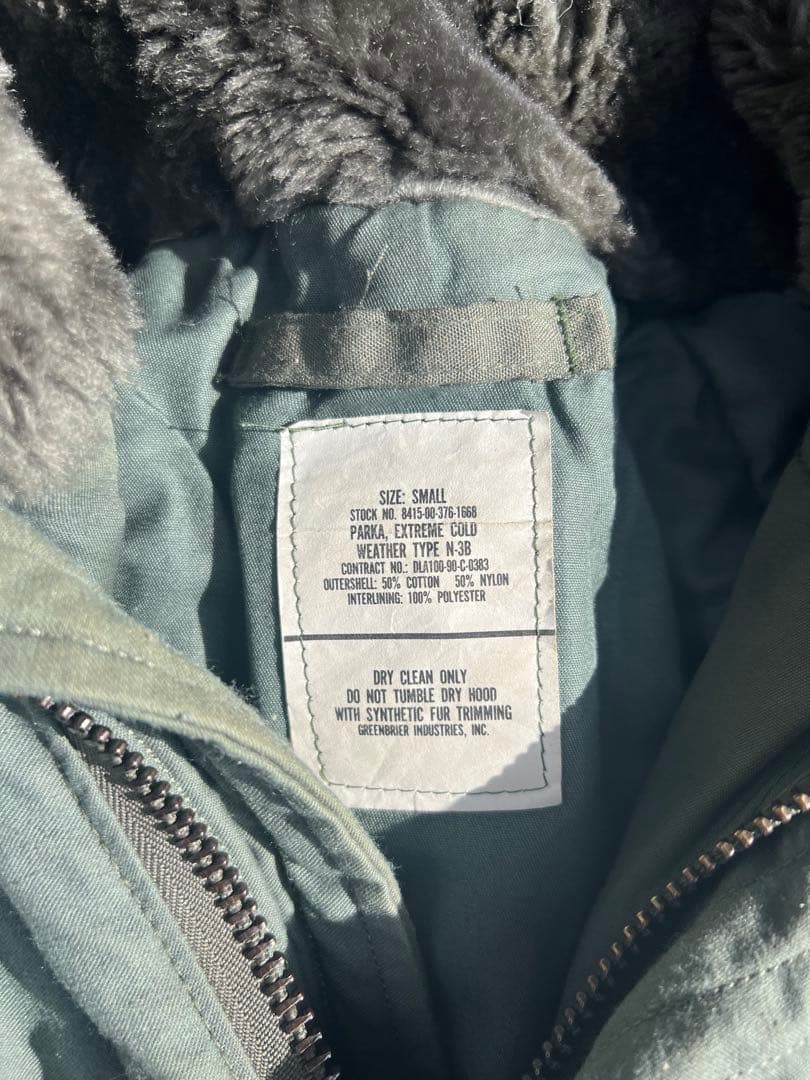 SIZE: SMALL
STOCK NO. 8415-00-376-1668
PARKA, EXTREME COLD
WEATHER TYPE N-3B
CONTRACT NO.: DLA100-90-C-0383
OUTERSHELL: 50% COTTON 50% NYLON
INTERLINING: 100% POLYESTER
DRY CLEAN ONLY
DO NOT TUMBLE DRY HOOD
WITH SYNTHETIC FUR TRIMMING
GREENBRIER INDUSTRIES, INC.